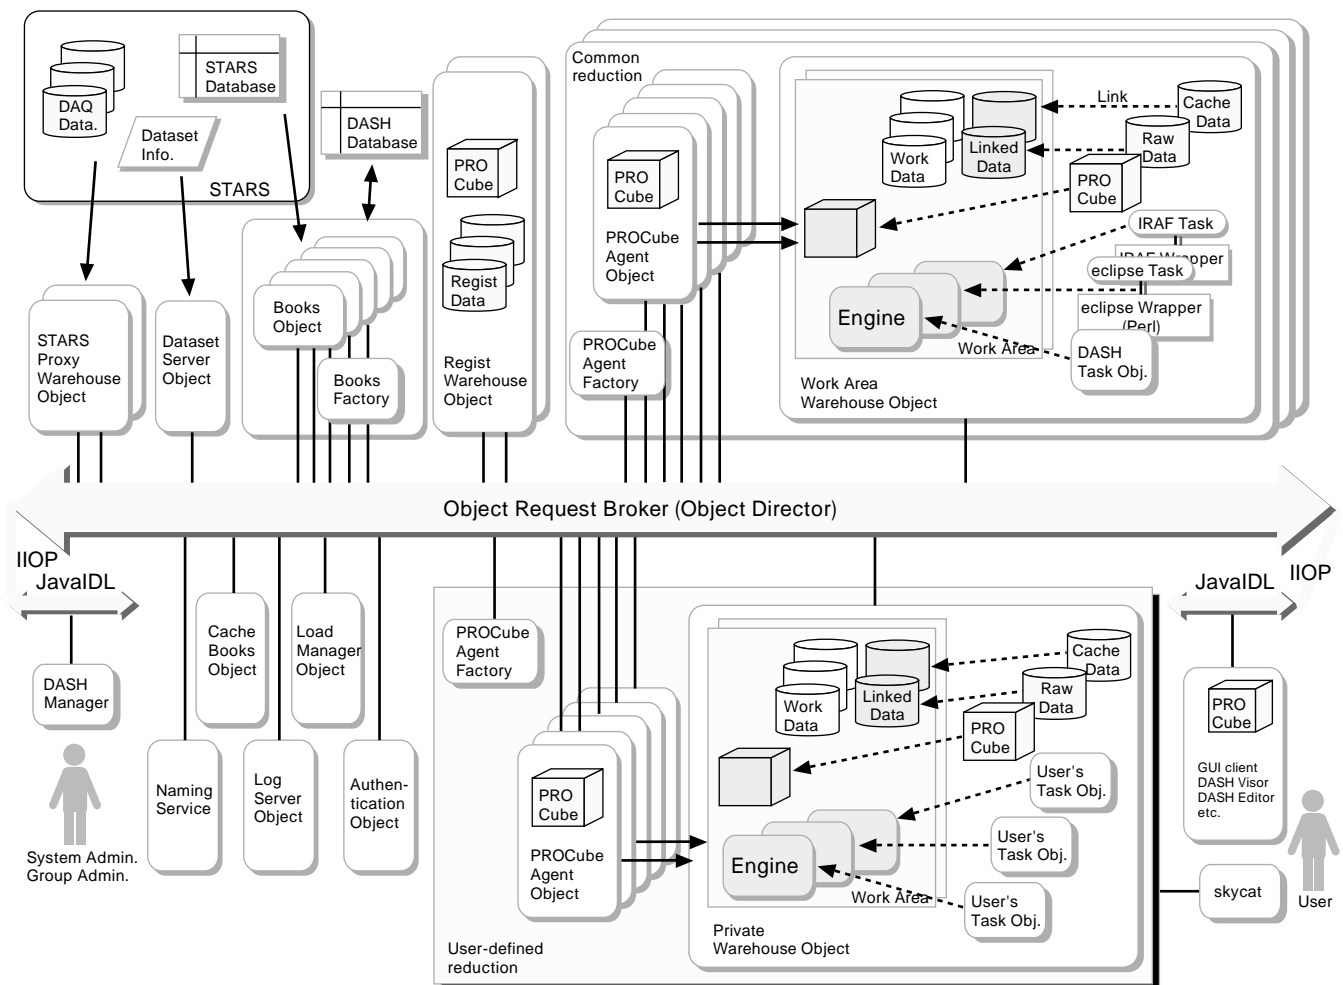 DAQ
Data.
STARS
Database
Dataset
Info.
STARS
DASH
Database
STARS
Proxy
Warehouse
Object
Dataset
Server
Object
Books
Object
Books
Factory
PRO
Cube
Regist
Data
Regist
Warehouse
Object
Common
reduction
PRO
Cube
PROCube
Agent
Object
PROCube
Agent
Factory
Work
Data
Linked
Data
Link
Cache
Data
Raw
Data
PRO
Cube
IRAF Task
IRAF Wrapper
eclipse Task
eclipse Wrapper
(Perl)
DASH
Task Obj.
Engine
Work Area
Work Area
Warehouse Object
Object Request Broker (Object Director)
IIOP
JavaIDL
DASH
Manager
System Admin.
Group Admin.
Cache
Books
Object
Load
Manager
Object
Naming
Service
Log
Server
Object
Authen-
tication
Object
PROCube
Agent
Factory
PRO
Cube
PROCube
Agent
Object
User-defined
reduction
Work
Data
Linked
Data
Cache
Data
Raw
Data
PRO
Cube
User's
Task Obj.
User's
Task Obj.
User's
Task Obj.
Engine
Work Area
Private
Warehouse Object
JavaIDL
IIOP
PRO
Cube
GUI client
DASH Visor
DASH Editor
etc.
skycat
User